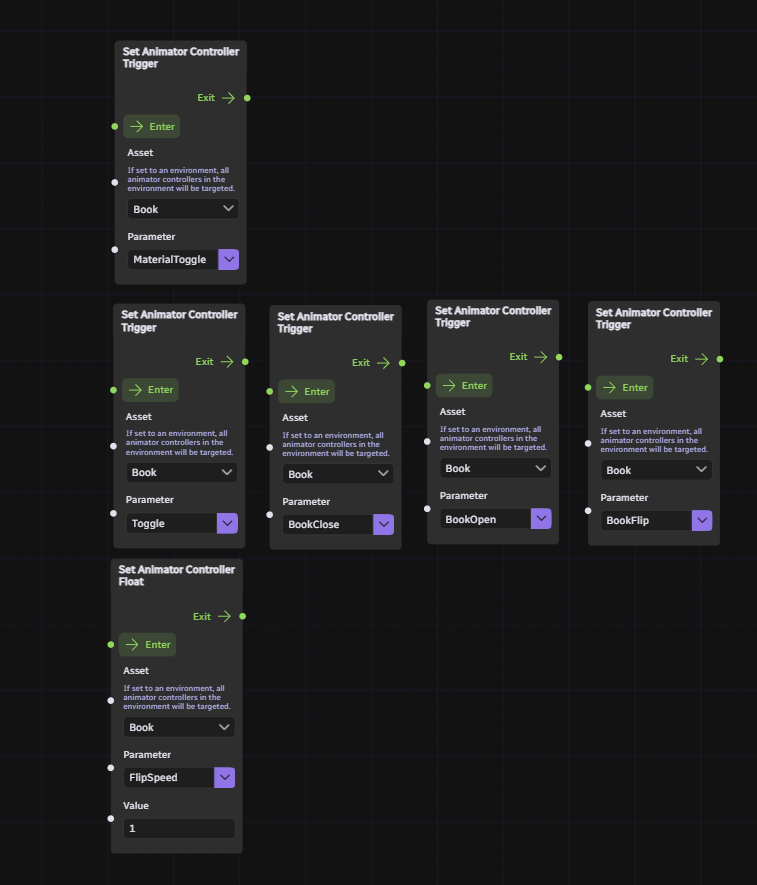 Set Animator Controller
Trigger
Exit
Enter
Asset
If set to an environment, all
animator controllers in the
environment will be targeted.
Book
Parameter
MaterialToggle
Set Animator Controller
Trigger
Exit
Enter
Asset
If set to an environment, all
animator controllers in the
environment will be targeted.
Book
Parameter
Toggle
Set Animator Controller
Trigger
Exit
Enter
Asset
If set to an environment, all
animator controllers in the
environment will be targeted.
Book
Parameter
BookClose
Set Animator Controller
Trigger
Exit
Enter
Asset
If set to an environment, all
animator controllers in the
environment will be targeted.
Book
Parameter
BookOpen
Set Animator Controller
Trigger
Exit
Enter
Asset
If set to an environment, all
animator controllers in the
environment will be targeted.
Book
Parameter
BookFlip
Set Animator Controller
Float
Exit
Enter
Asset
If set to an environment, all
animator controllers in the
environment will be targeted.
Book
Parameter
FlipSpeed
Value
1